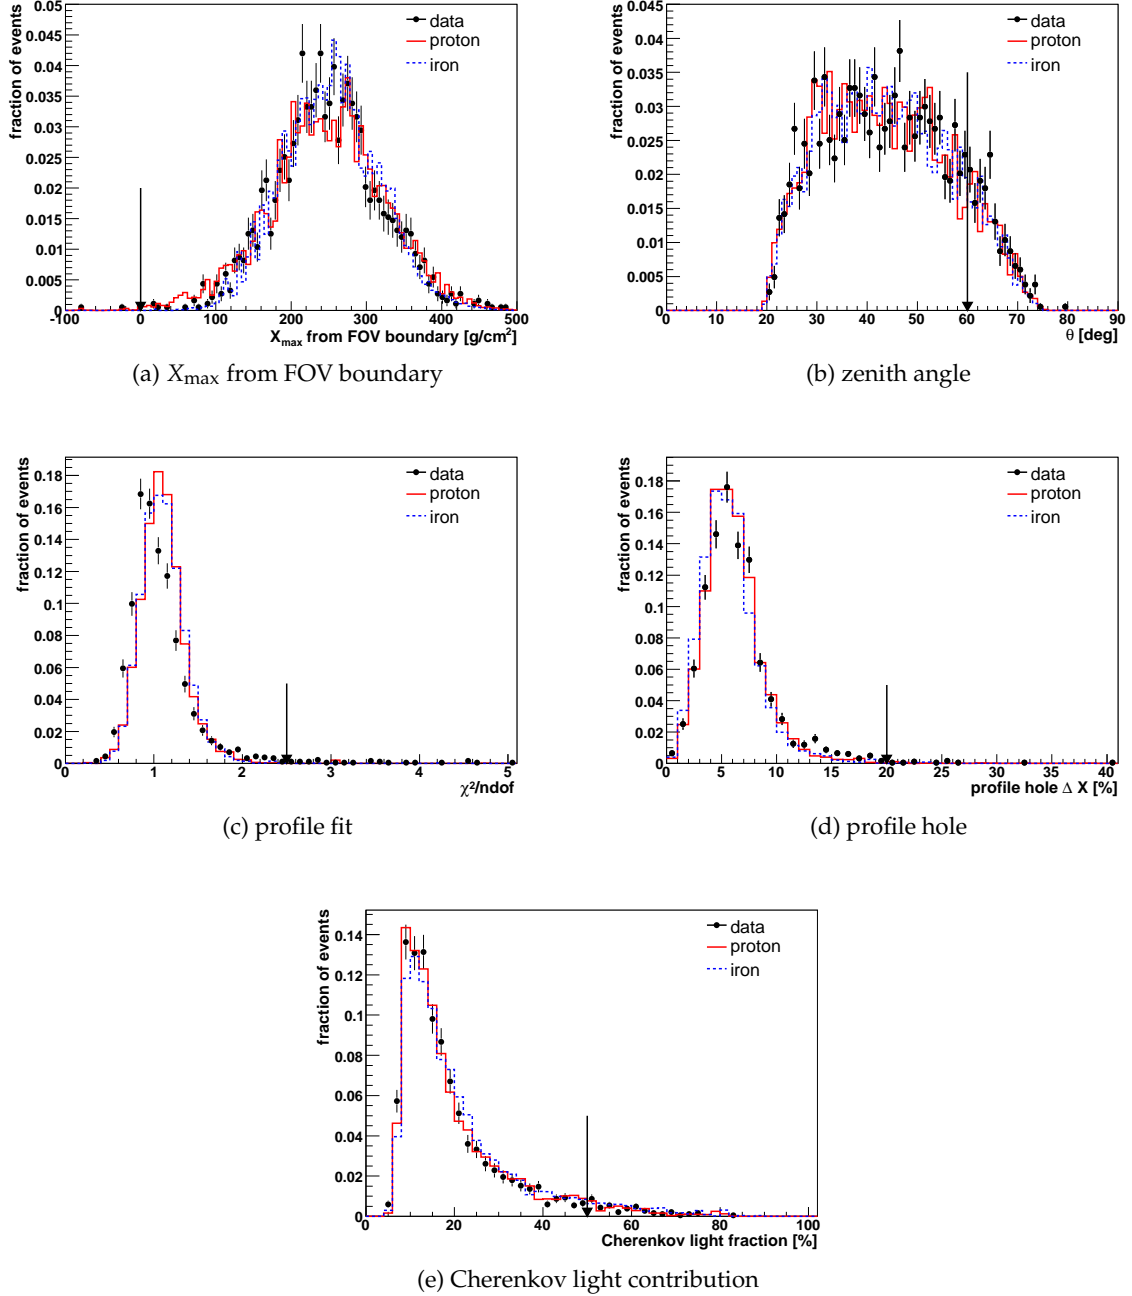 0.05
0.045
0.04
0.035
0.03
0.025
0.02
0.015
0.01
0.005
0
fraction of events
data
proton
iron
-100 0 100 200 300 400 500
Xmax from FOV boundary [g/cm²]
(a) Xmax from FOV boundary
0.045
0.04
0.035
0.03
0.025
0.02
0.015
0.01
0.005
0
fraction of events
data
proton
iron
0 10 20 30 40 50 60 70 80 90
θ [deg]
(b) zenith angle
0.18
0.16
0.14
0.12
0.1
0.08
0.06
0.04
0.02
0
fraction of events
data
proton
iron
0 1 2 3 4 5
χ²/ndof
(c) profile fit
0.18
0.16
0.14
0.12
0.1
0.08
0.06
0.04
0.02
0
fraction of events
data
proton
iron
0 5 10 15 20 25 30 35 40
profile hole Δ X [%]
(d) profile hole
0.14
0.12
0.1
0.08
0.06
0.04
0.02
0
fraction of events
data
proton
iron
0 20 40 60 80 100
Cherenkov light fraction [%]
(e) Cherenkov light contribution